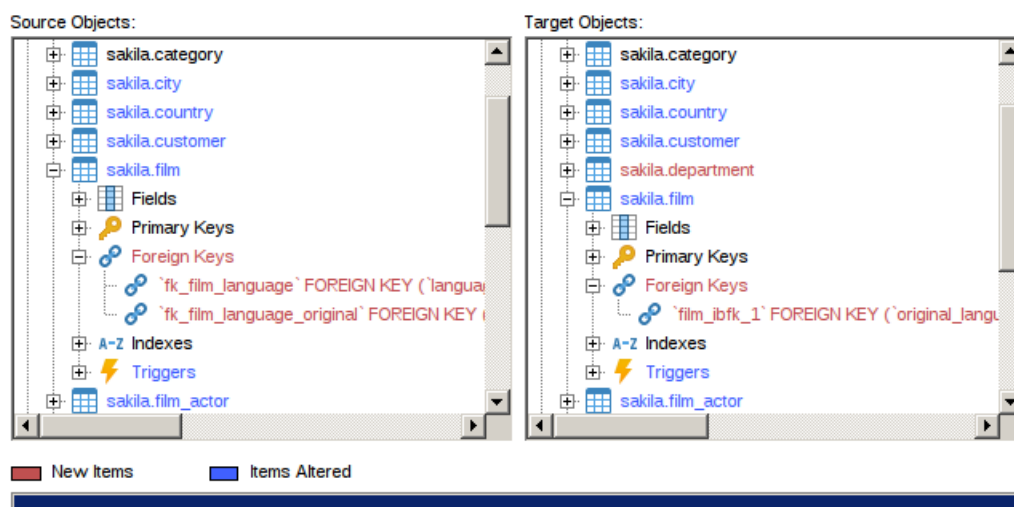 Source Objects:
sakila.category
sakila.city
sakila.country
sakila.customer
sakila.film
Fields
Primary Keys
Foreign Keys
`fk_film_language` FOREIGN KEY (`langua
`fk_film_language_original` FOREIGN KEY (
A-Z Indexes
Triggers
sakila.film_actor
Target Objects:
sakila.category
sakila.city
sakila.country
sakila.customer
sakila.department
sakila.film
Fields
Primary Keys
Foreign Keys
`film_ibfk_1` FOREIGN KEY (`original_langu
A-Z Indexes
Triggers
sakila.film_actor
New Items
Items Altered